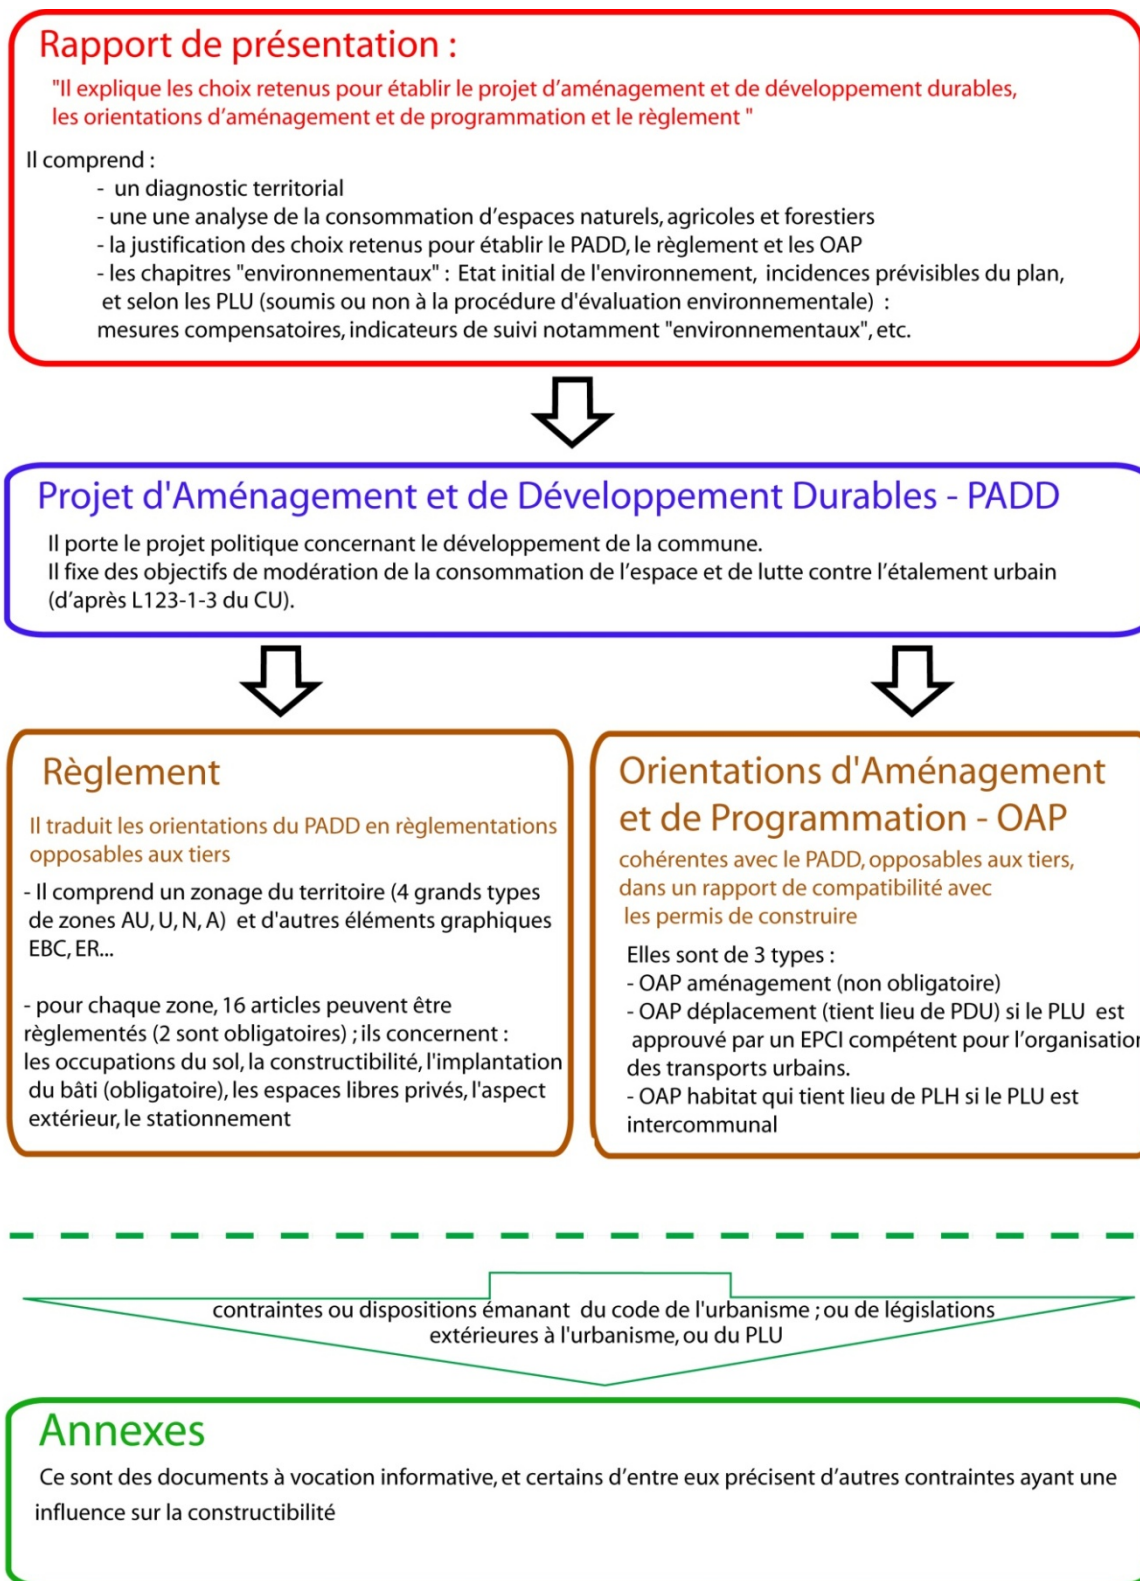 Rapport de présentation :
"Il explique les choix retenus pour établir le projet d’aménagement et de développement durables,
les orientations d’aménagement et de programmation et le règlement "
Il comprend :
- un diagnostic territorial
- une une analyse de la consommation d’espaces naturels, agricoles et forestiers
- la justification des choix retenus pour établir le PADD, le règlement et les OAP
- les chapitres "environnementaux" : Etat initial de l'environnement, incidences prévisibles du plan,
et selon les PLU (soumis ou non à la procédure d'évaluation environnementale) :
mesures compensatoires, indicateurs de suivi notamment "environnementaux", etc.
Projet d'Aménagement et de Développement Durables - PADD
Il porte le projet politique concernant le développement de la commune.
Il fixe des objectifs de modération de la consommation de l’espace et de lutte contre l’étalement urbain
(d’après L123-1-3 du CU).
Règlement
Il traduit les orientations du PADD en règlementations
opposables aux tiers
- Il comprend un zonage du territoire (4 grands types
de zones AU, U, N, A) et d'autres éléments graphiques
EBC, ER...
- pour chaque zone, 16 articles peuvent être
règlementés (2 sont obligatoires) ; ils concernent :
les occupations du sol, la constructibilité, l'implantation
du bâti (obligatoire), les espaces libres privés, l'aspect
extérieur, le stationnement
Orientations d'Aménagement
et de Programmation - OAP
cohérentes avec le PADD, opposables aux tiers,
dans un rapport de compatibilité avec
les permis de construire
Elles sont de 3 types :
- OAP aménagement (non obligatoire)
- OAP déplacement (tient lieu de PDU) si le PLU est
approuvé par un EPCI compétent pour l’organisation
des transports urbains.
- OAP habitat qui tient lieu de PLH si le PLU est
intercommunal
contraintes ou dispositions émanant du code de l'urbanisme ; ou de législations
extérieures à l'urbanisme, ou du PLU
Annexes
Ce sont des documents à vocation informative, et certains d’entre eux précisent d’autres contraintes ayant une
influence sur la constructibilité